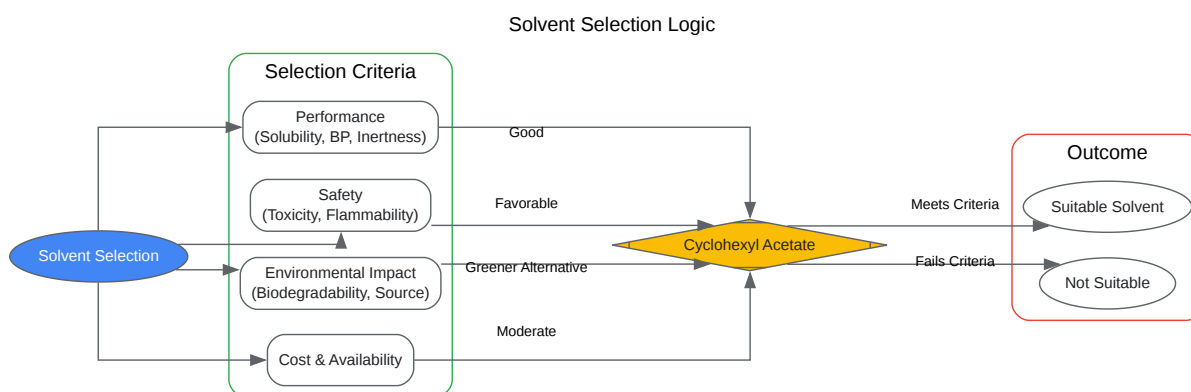 Solvent Selection Logic
Selection Criteria
Performance
(Solubility, BP, Inertness)
Good
Safety
(Toxicity, Flammability)
Favorable
Solvent Selection
Environmental Impact
(Biodegradability, Source)
Greener Alternative
Cost & Availability
Moderate
Cyclohexyl Acetate
Meets Criteria
Fails Criteria
Outcome
Suitable Solvent
Not Suitable